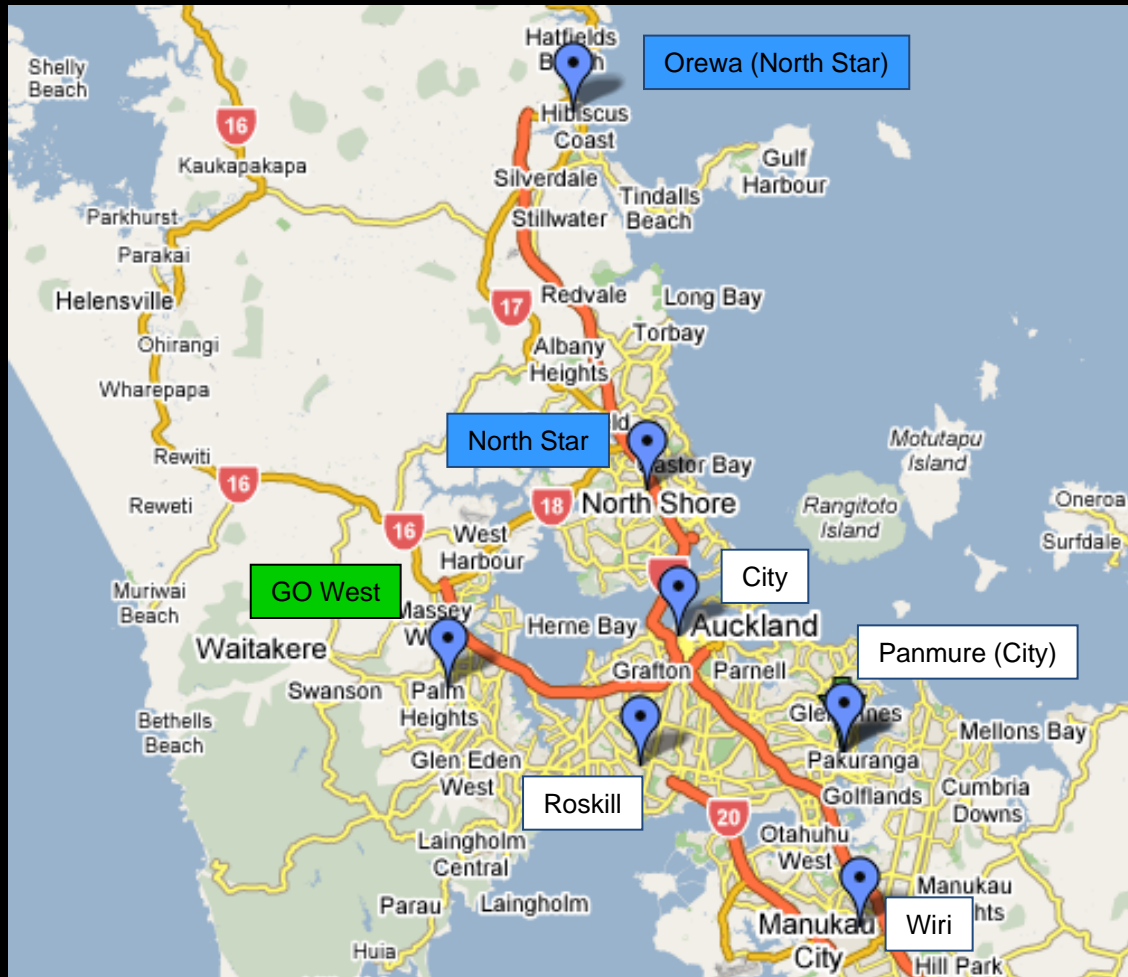 Hatfields
Orewa (North Star)
Shelly
Beach
16
Hibiscus
Coast
Kaukapakapa
Gulf
Harbour
Silverdale
Tindalls
Beach
Parkhurst
Stillwater
Parakai
Helensville
Redvale
Long Bay
17
Torbay
Ohirangi
Albany
Heights
Wharepapa
North Star
Motutapu
Island
Rewiti
16
Bay
Reweti
18
North Shore
Rangitoto
Island
Oneroa
Surfdale
16
West
Harbour
GO West
City
Muriwai
Beach
Massey
Herne Bay
Auckland
Waitakere
Panmure (City)
Grafton
Parnell
Swanson
Palm
Heights
Bethells
Beach
Mellons Bay
Glen Eden
West
Pakuranga
Roskill
Golflands
Cumbria
Downs
20
Otahuhu
West
Laingholm
Central
Laingholm
Manukau
Parau
Manukau
City
Wiri
Huia
Hill Park